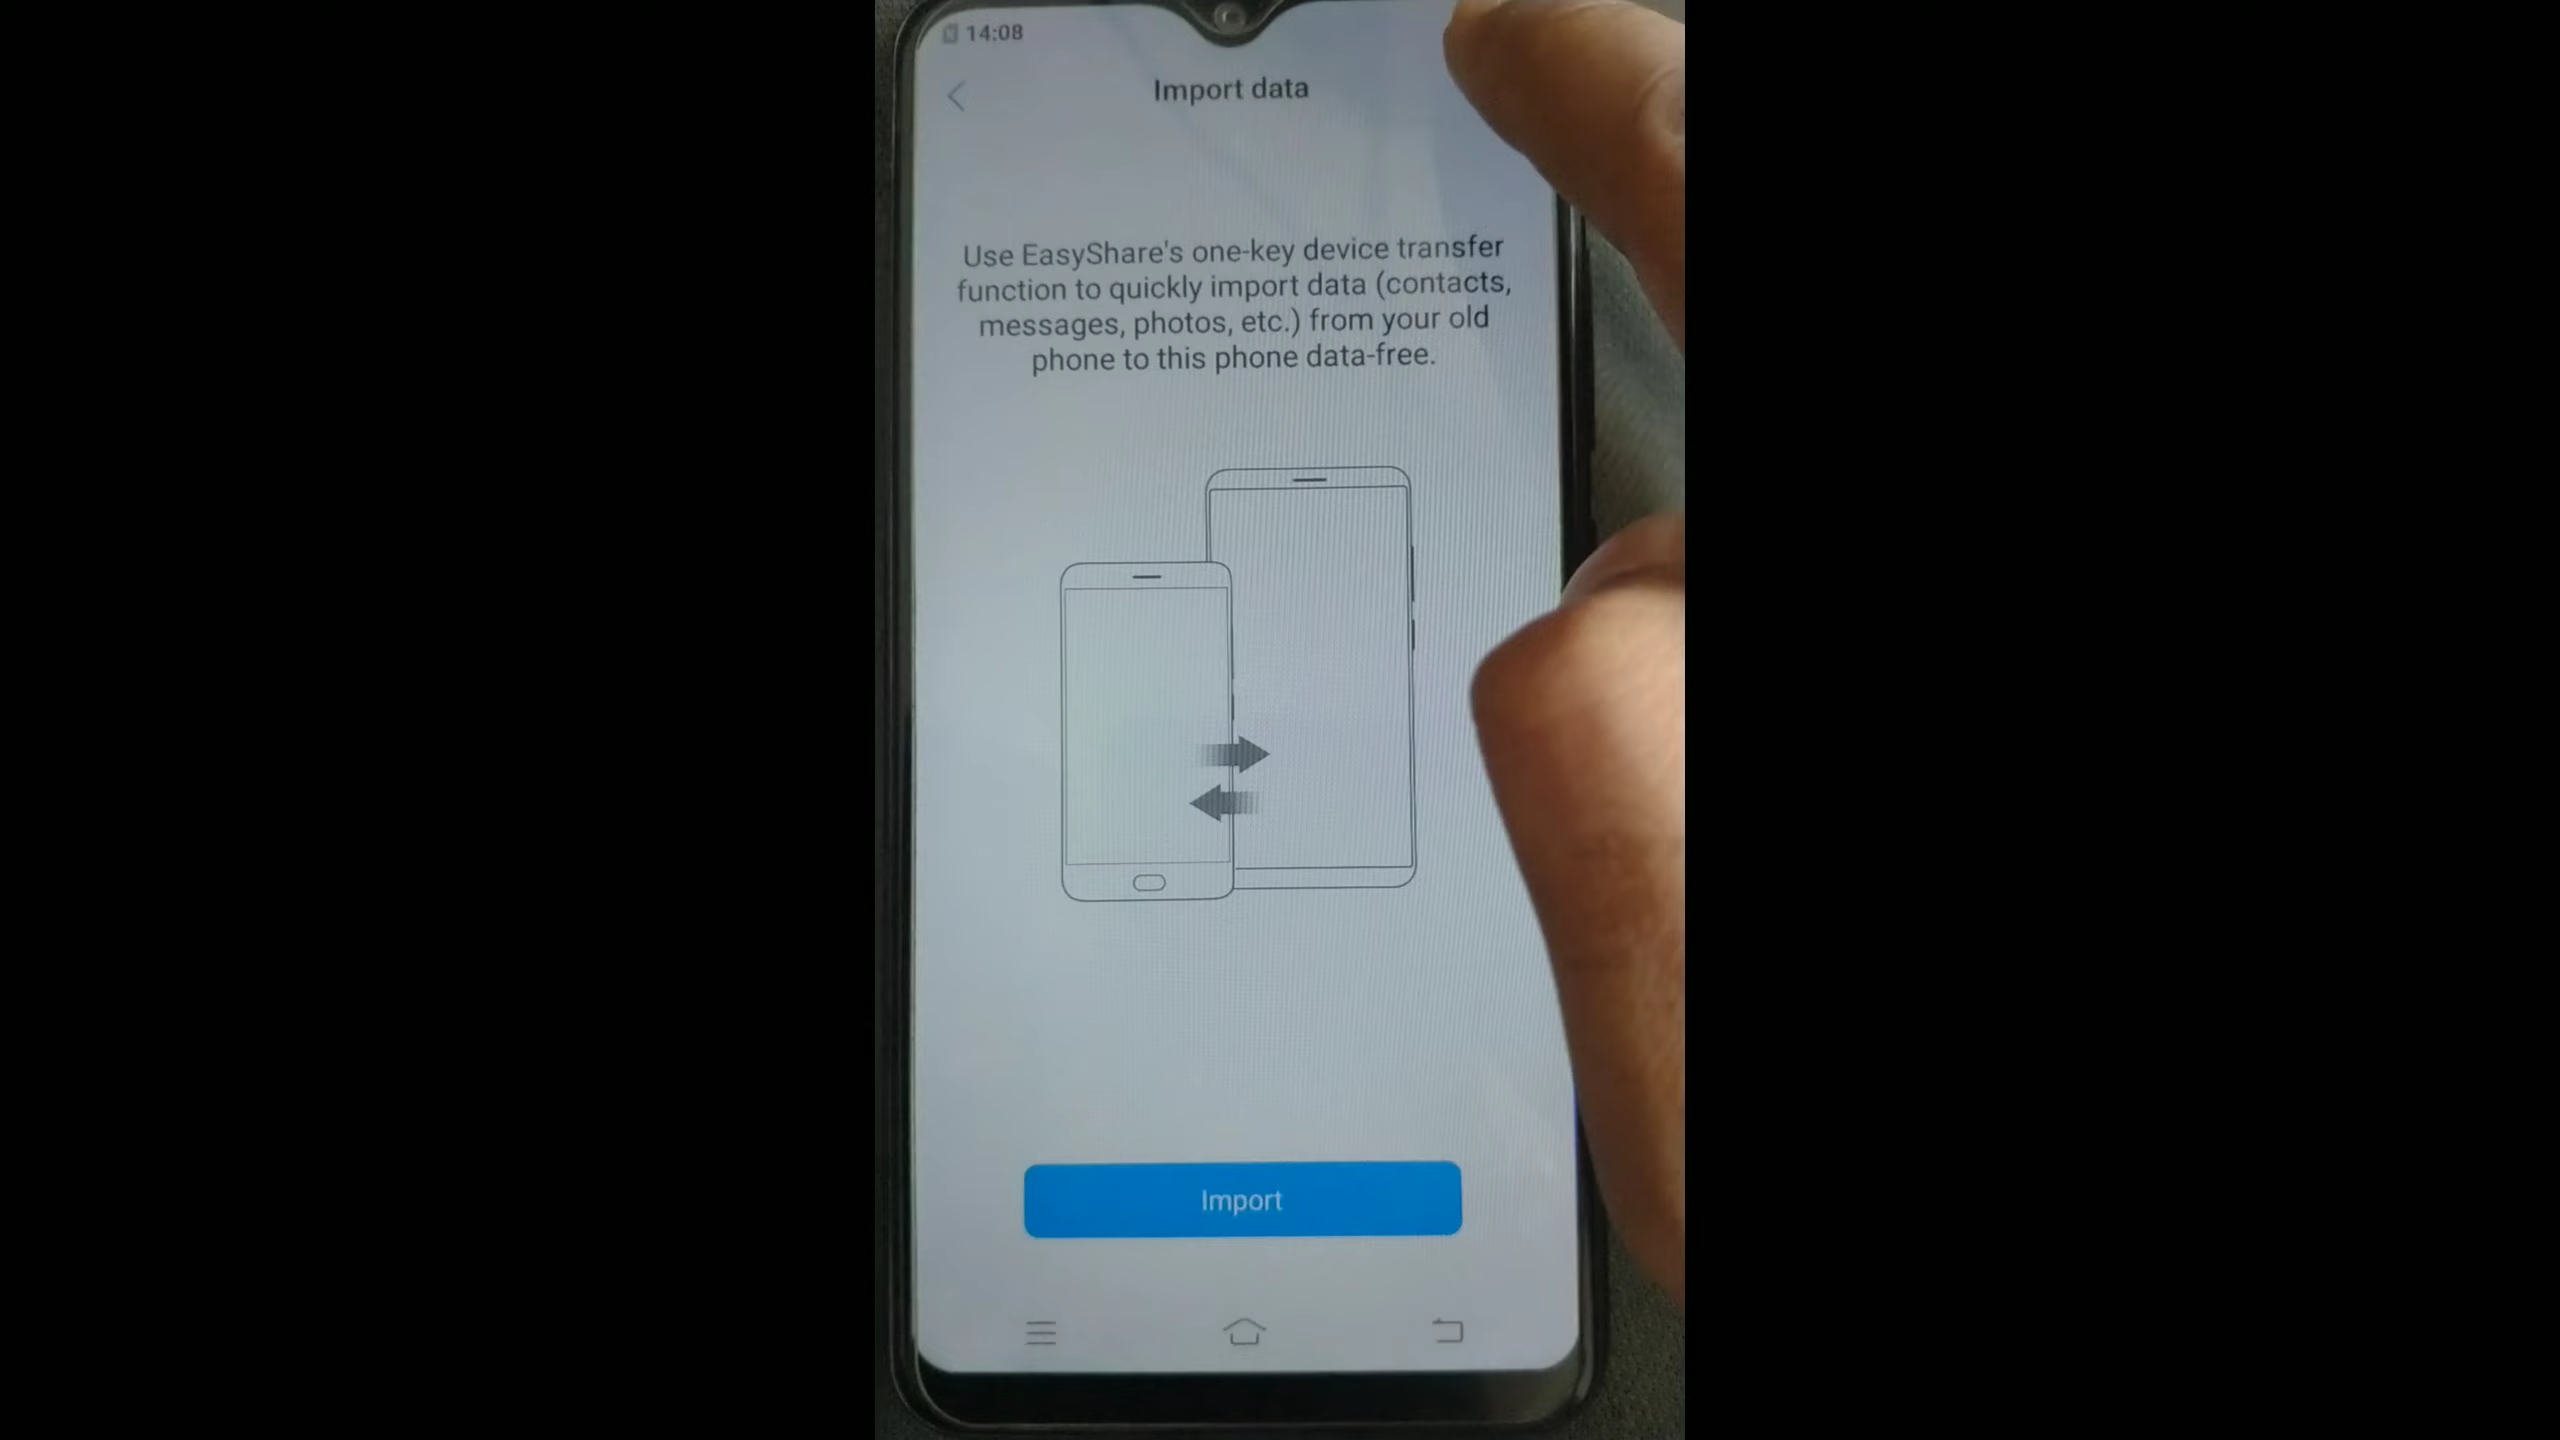 14:08
Import data
Use EasyShare's one-key device transfer
function to quickly import data (contacts,
messages, photos, etc.) from your old
phone to this phone data-free.
Import